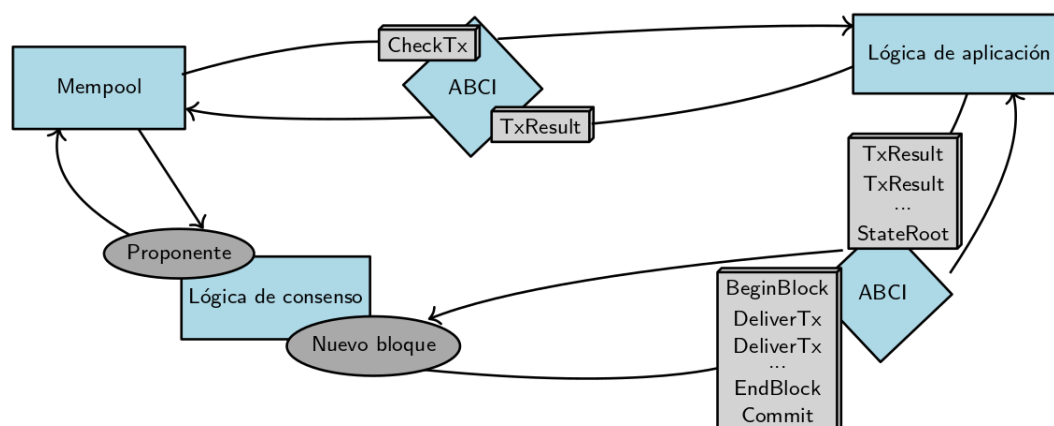 CheckTx
Mempool
ABCI
Lógica de aplicación
TxResult
TxResult
TxResult
...
StateRoot
Proponente
Lógica de consenso
Nuevo bloque
BeginBlock
DeliverTx
DeliverTx
...
EndBlock
Commit
ABCI